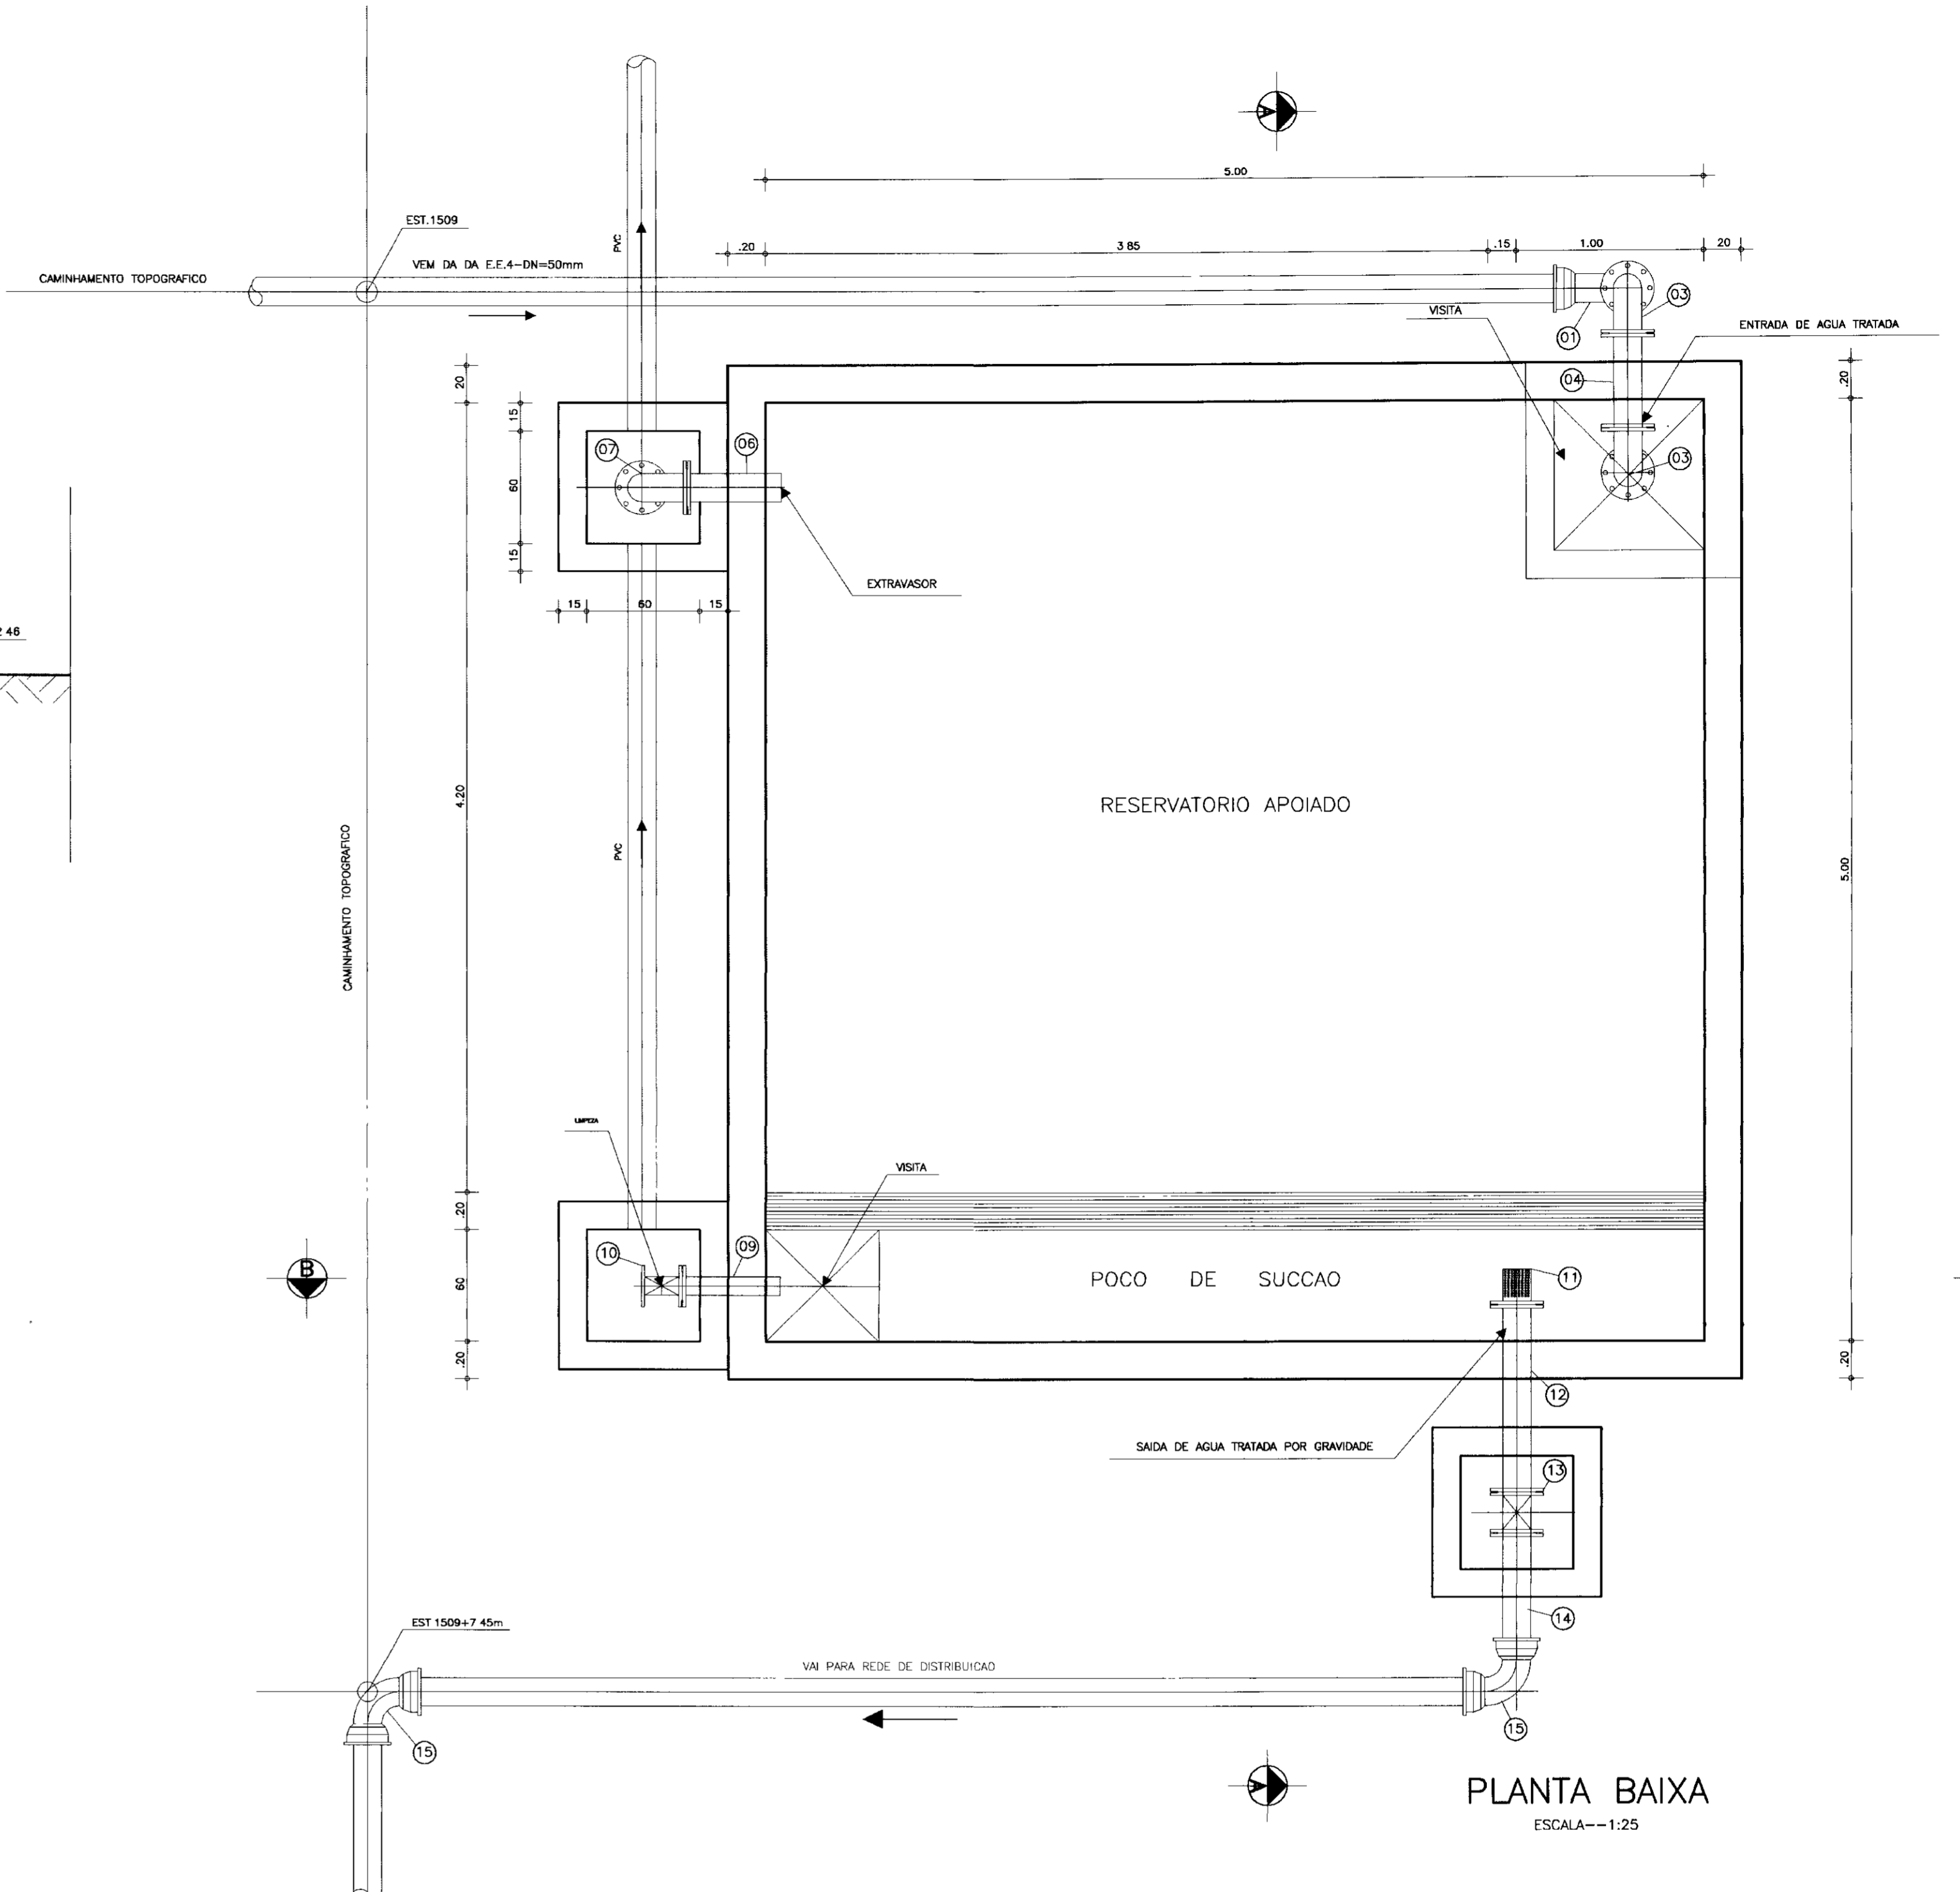 A
5.00
EST.1509
PVC
.20
3 85
.15
1.00
20
VEM DA DA E.E.4-DN=50mm
CAMINHAMENTO TOPOGRAFICO
03
VISITA
01
ENTRADA DE AGUA TRATADA
20
04
.20
15
06
07
03
60
15
EXTRAVASOR
15
60
15
2 46
4.20
RESERVATORIO APOIADO
PVC
CAMINHAMENTO TOPOGRAFICO
5.00
LIMPEZA
VISITA
.20
10
09
B
60
POCO DE SUCCAO
11
.20
.20
12
SAIDA DE AGUA TRATADA POR GRAVIDADE
13
EST 1509+7 45m
14
VAI PARA REDE DE DISTRIBUICAO
15
15
A
PLANTA BAIXA
ESCALA--1:25